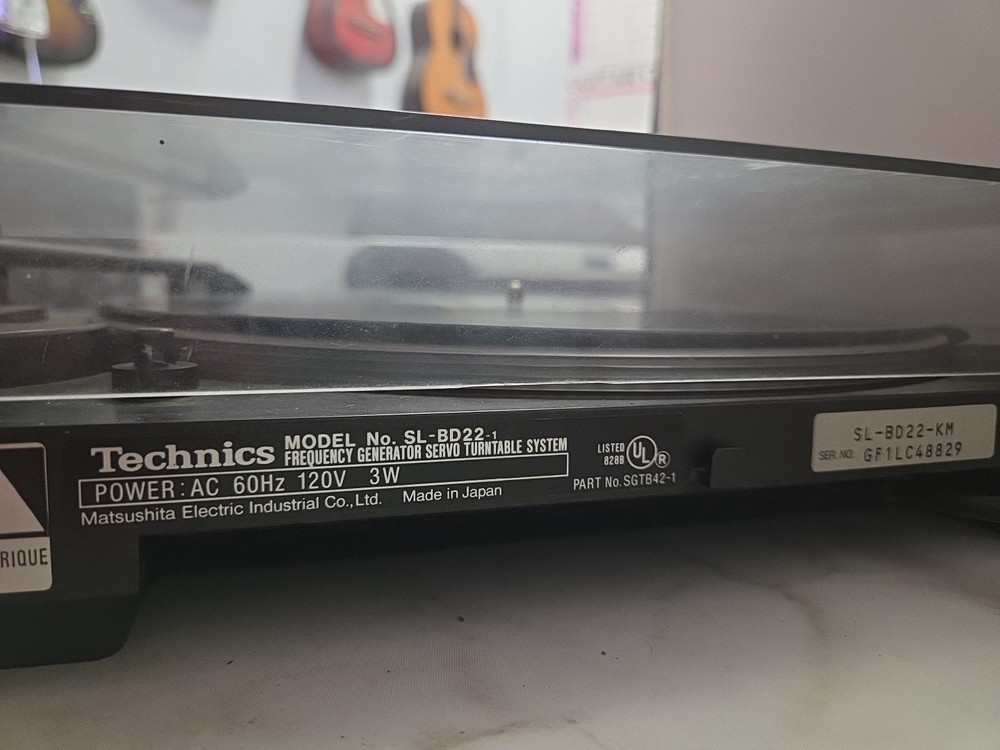 Technics
MODEL No. SL-BD22-1
FREQUENCY GENERATOR SERVO TURNTABLE SYSTEM
POWER: AC 60Hz 120V 3W
Matsushita Electric Industrial Co., Ltd. Made in Japan
LISTED
828B
UL
R
PART No. SGTB42-1
SL-BD22-KM
SER. NO. GF1LC48829
RIQUE